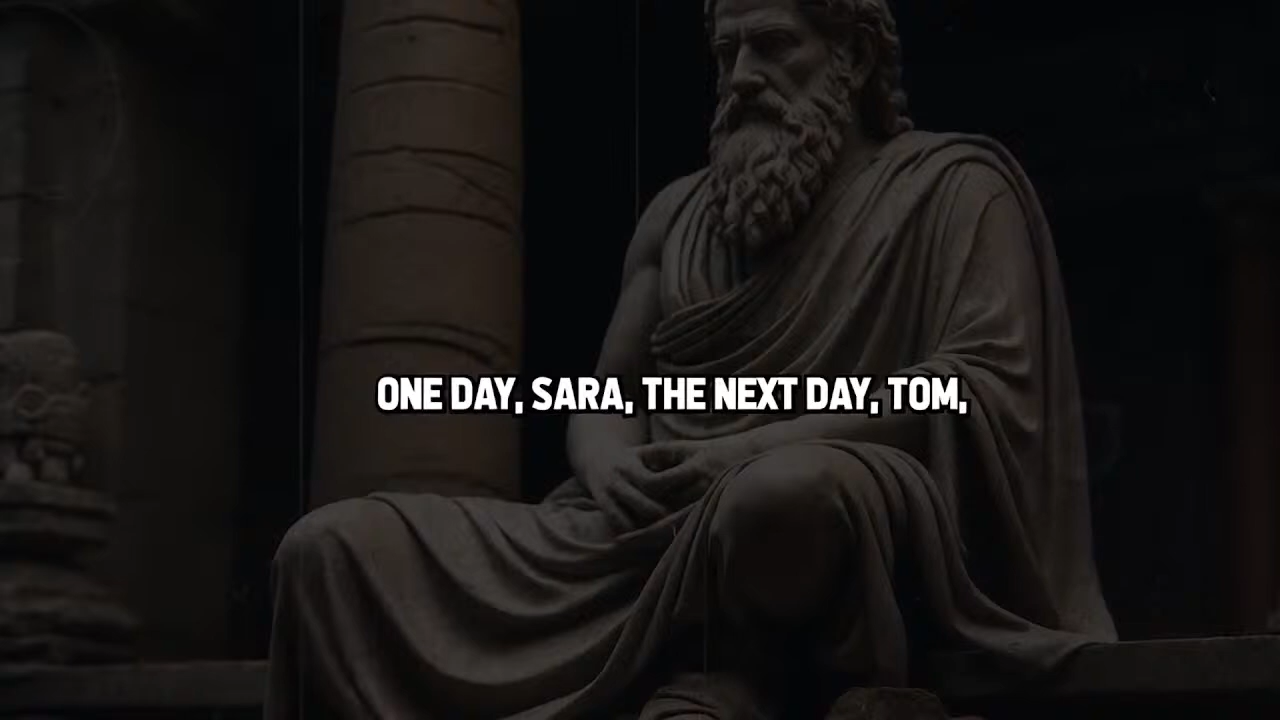 ONE DAY, SARA, THE NEXT DAY, TOM,